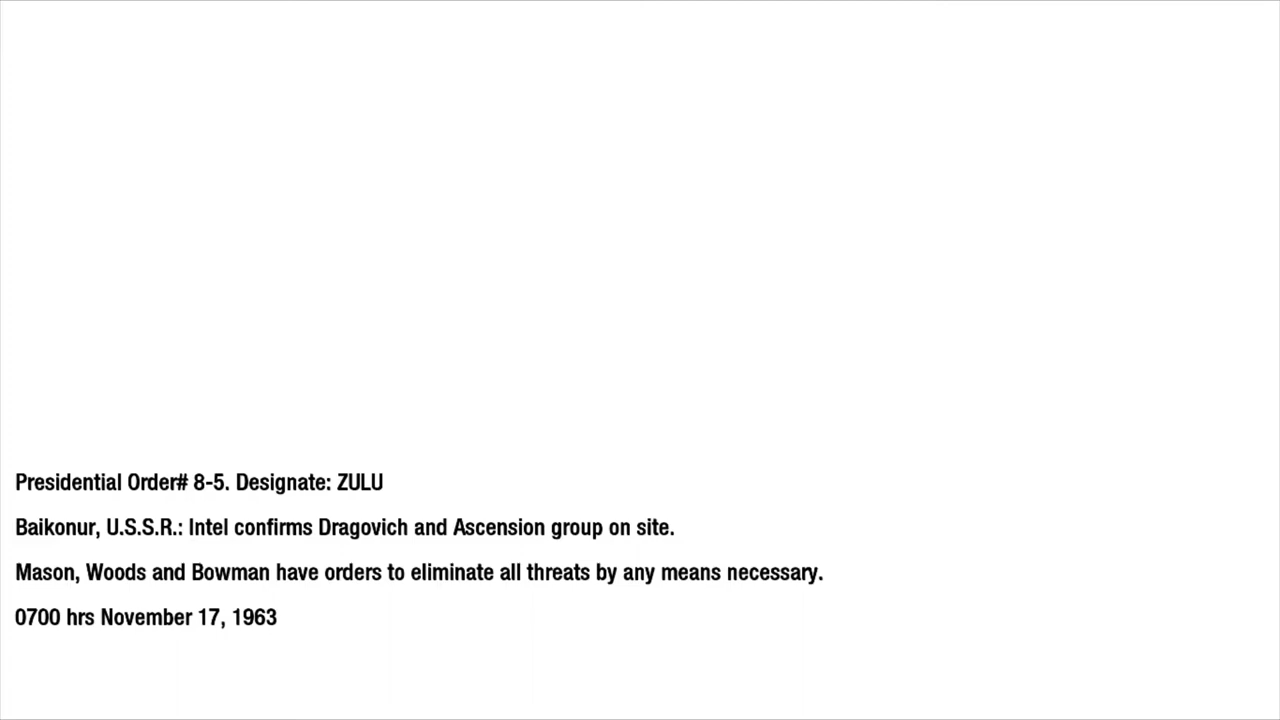 Presidential Order# 8-5. Designate: ZULU
Baikonur, U.S.S.R.: Intel confirms Dragovich and Ascension group on site.
Mason, Woods and Bowman have orders to eliminate all threats by any means necessary.
0700 hrs November 17, 1963